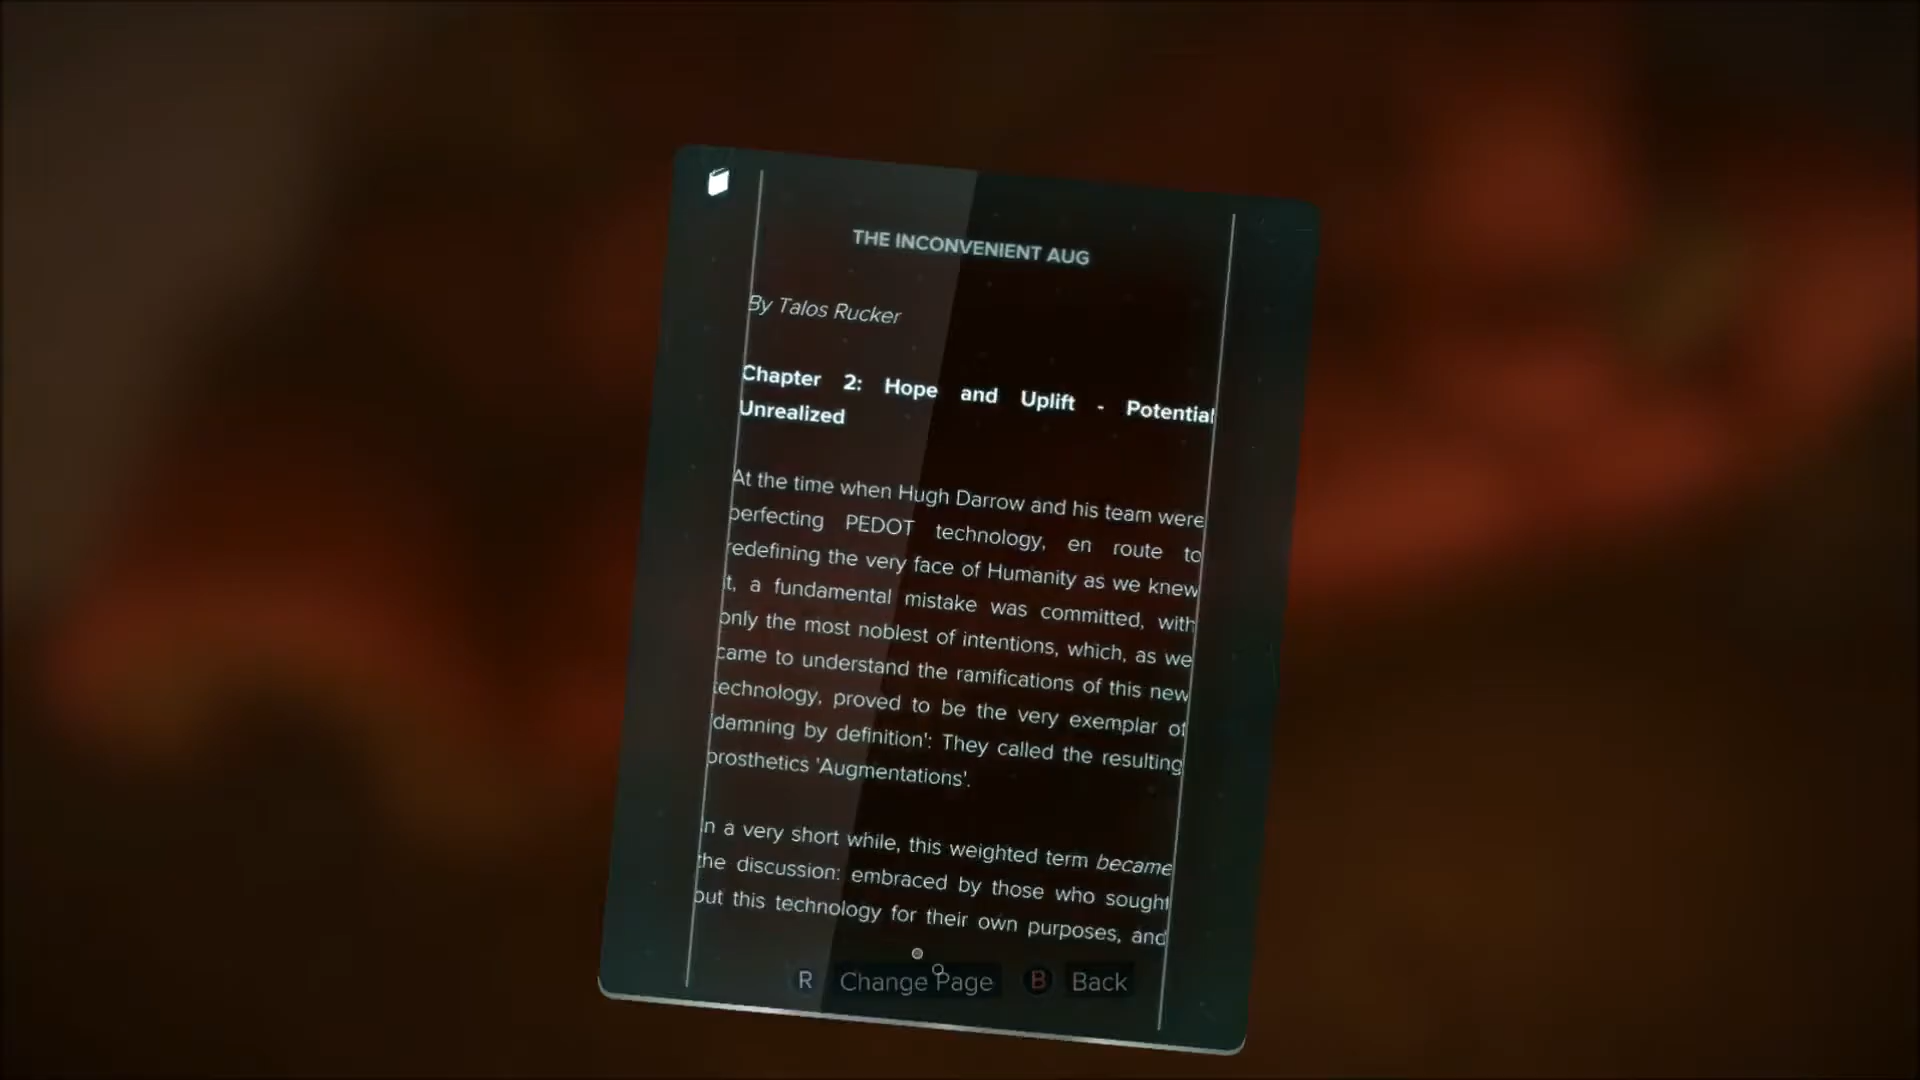 THE INCONVENIENT AUG
By Talos Rucker
Chapter 2: Hope and Uplift - Potential
Unrealized
At the time when Hugh Darrow and his team were
perfecting PEDOT technology, en route to
redefining the very face of Humanity as we knew
it, a fundamental mistake was committed, with
only the most noblest of intentions, which, as we
came to understand the ramifications of this new
technology, proved to be the very exemplar of
'damning by definition': They called the resulting
prosthetics 'Augmentations'.
In a very short while, this weighted term became
the discussion: embraced by those who sought
out this technology for their own purposes, and
R Change Page B Back